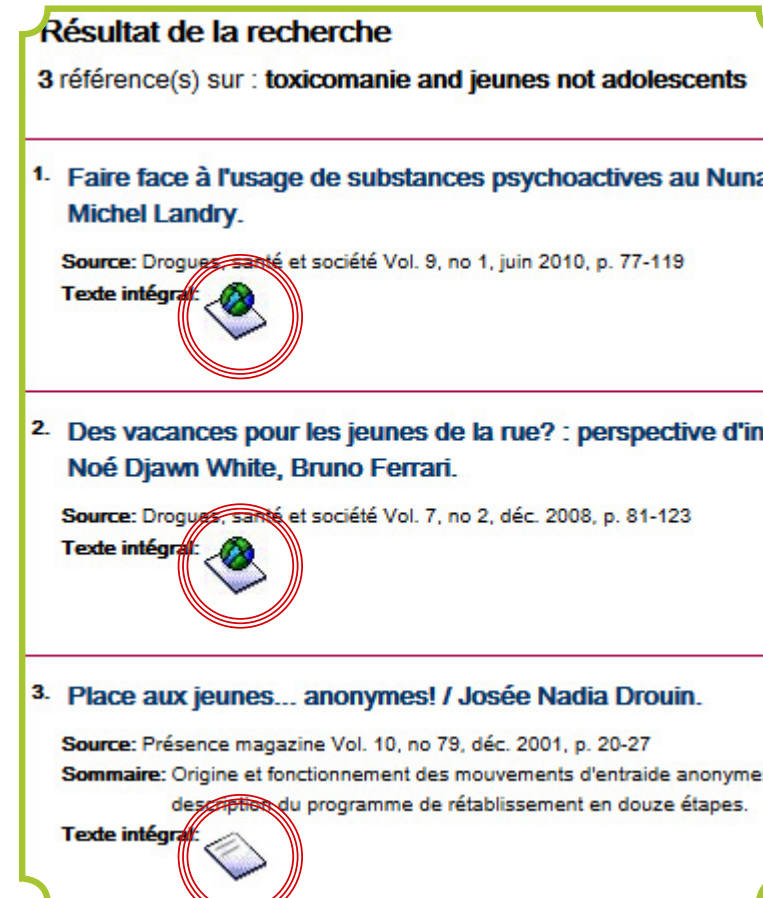 Résultat de la recherche
3 référence(s) sur : toxicomanie and jeunes not adolescents
1. Faire face à l'usage de substances psychoactives au
Michel Landry.
Source: Drogues, santé et société Vol. 9, no 1, juin 2010, p. 77-119
Texte intégral:
2. Des vacances pour les jeunes de la rue? : perspective
Noé Djawn White, Bruno Ferrari.
Source: Drogues, santé et société Vol. 7, no 2, déc. 2008, p. 81-123
Texte intégral:
3. Place aux jeunes... anonymes! / Josée Nadia Drouin.
Source: Présence magazine Vol. 10, no 79, déc. 2001, p. 20-27
Sommaire: Origine et fonctionnement des mouvements d'entraide
description du programme de rétablissement en douze étapes.
Texte intégral: